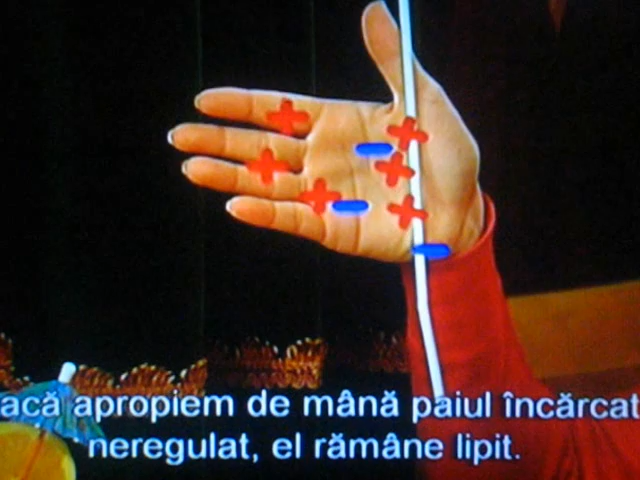 acă apropiem de mână paiul încărcat
neregulat, el rămâne lipit.